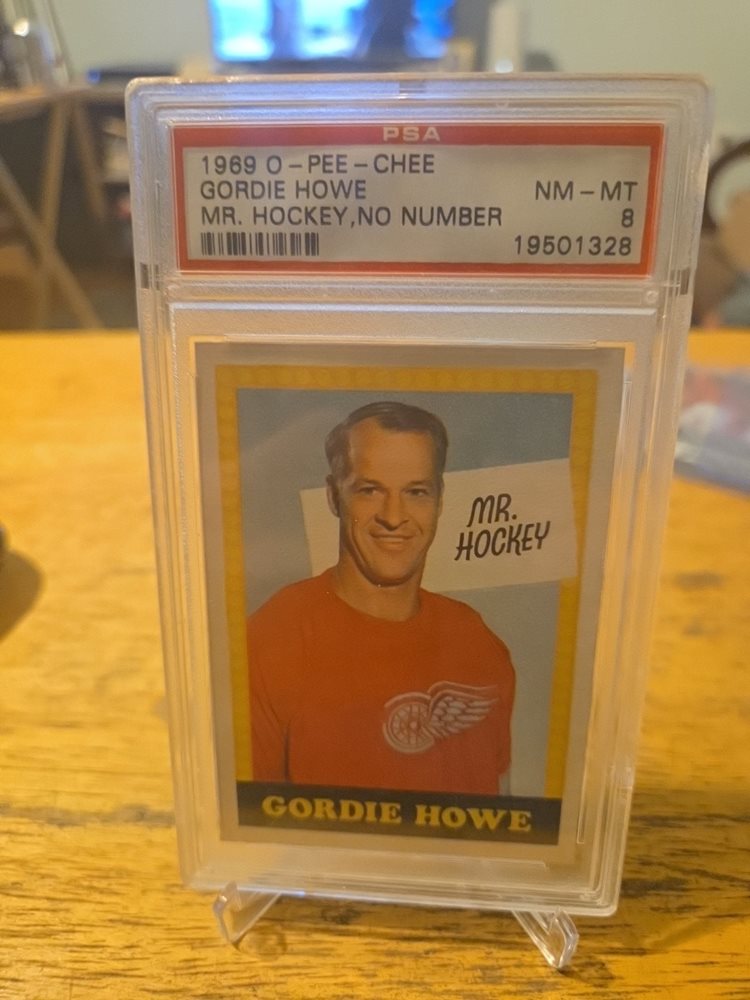 PSA
1969 O-PEE-CHEE
GORDIE HOWE NM-MT
MR. HOCKEY,NO NUMBER 8
19501328
MR.
HOCKEY
GORDIE HOWE